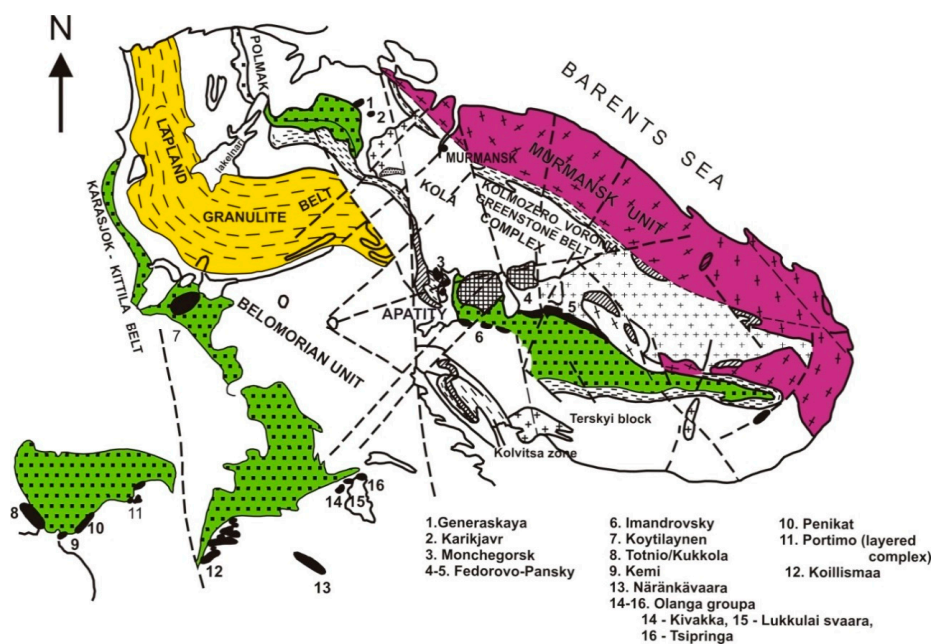 N
BARENTS SEA
POLMAK
1
2
LAPLAND
Iakelnari
MURMANSK
MURMANSK UNIT
KOLA
KOLMOZERO VORONIA
GREENSTONE BELT
COMPLEX
GRANULITE BELT
KARASJOK - KITTILA BELT
3
4
5
APATITY
6
7
BELOMORIAN UNIT
Terskyi block
Kolvitsa zone
8
9
10
11
12
13
14
15
16
1.Generaskaya
2. Karikjavr
3. Monchegorsk
4-5. Fedorovo-Pansky
6. Imandrovsky
7. Koytilaynen
8. Totnio/Kukkola
9. Kemi
13. Näränkävaara
14-16. Olanga groupa
14 - Kivakka, 15 - Lukkulai svaara,
16 - Tsipringa
10. Penikat
11. Portimo (layered
complex)
12. Koillismaa